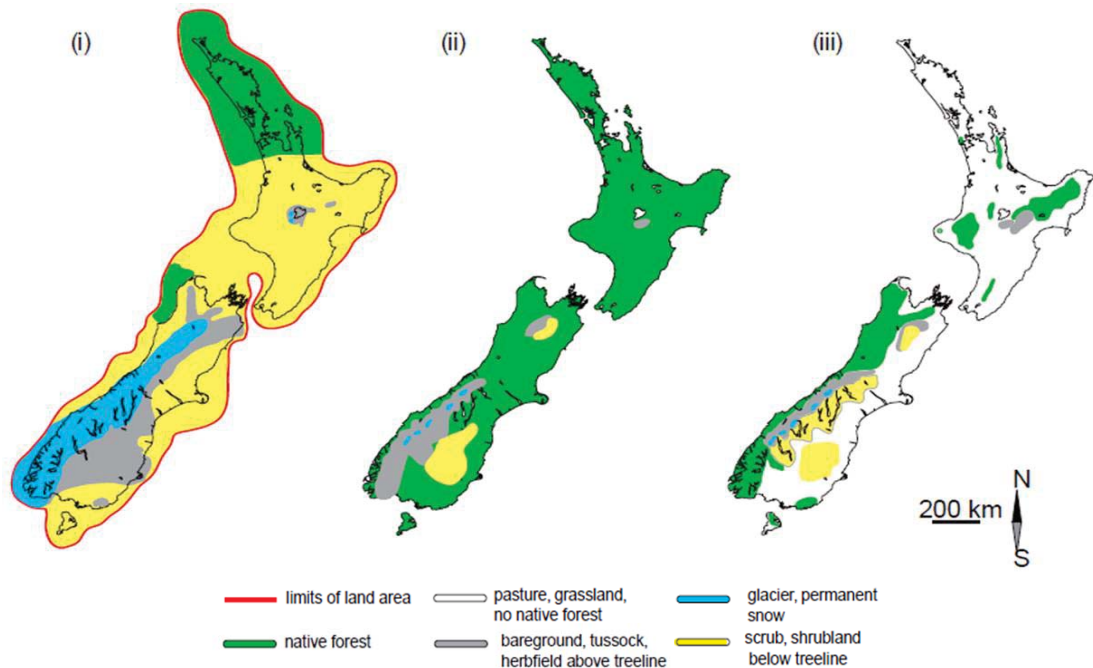 (i)
(ii)
(iii)
N
200 km
S
limits of land area
pasture, grassland,
no native forest
glacier, permanent
snow
native forest
bareground, tussock,
herbfield above treeline
scrub, shrubland
below treeline